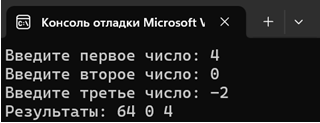 Консоль отладки Microsoft V
Введите первое число: 4
Введите второе число: 0
Введите третье число: -2
Результаты: 64 0 4